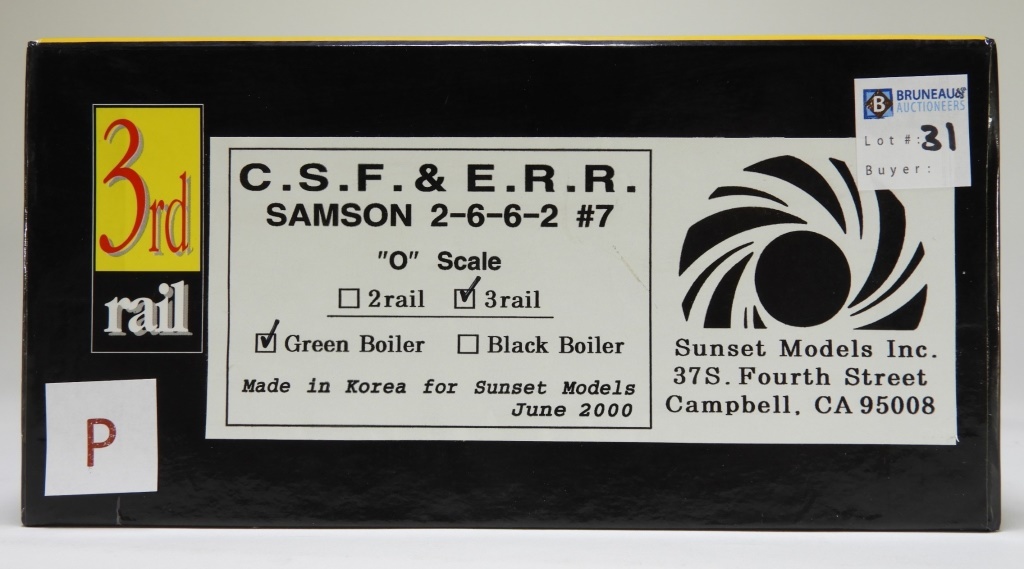 3rd
rail
C.S.F. & E.R.R.
SAMSON 2-6-6-2 #7
"O" Scale
2rail 3rail
Green Boiler Black Boiler
Made in Korea for Sunset Models
June 2000
B BRUNEAU&
AUCTIONEERS
Lot #: 31
Buyer:
Sunset Models Inc.
37S. Fourth Street
Campbell, CA 95008
P